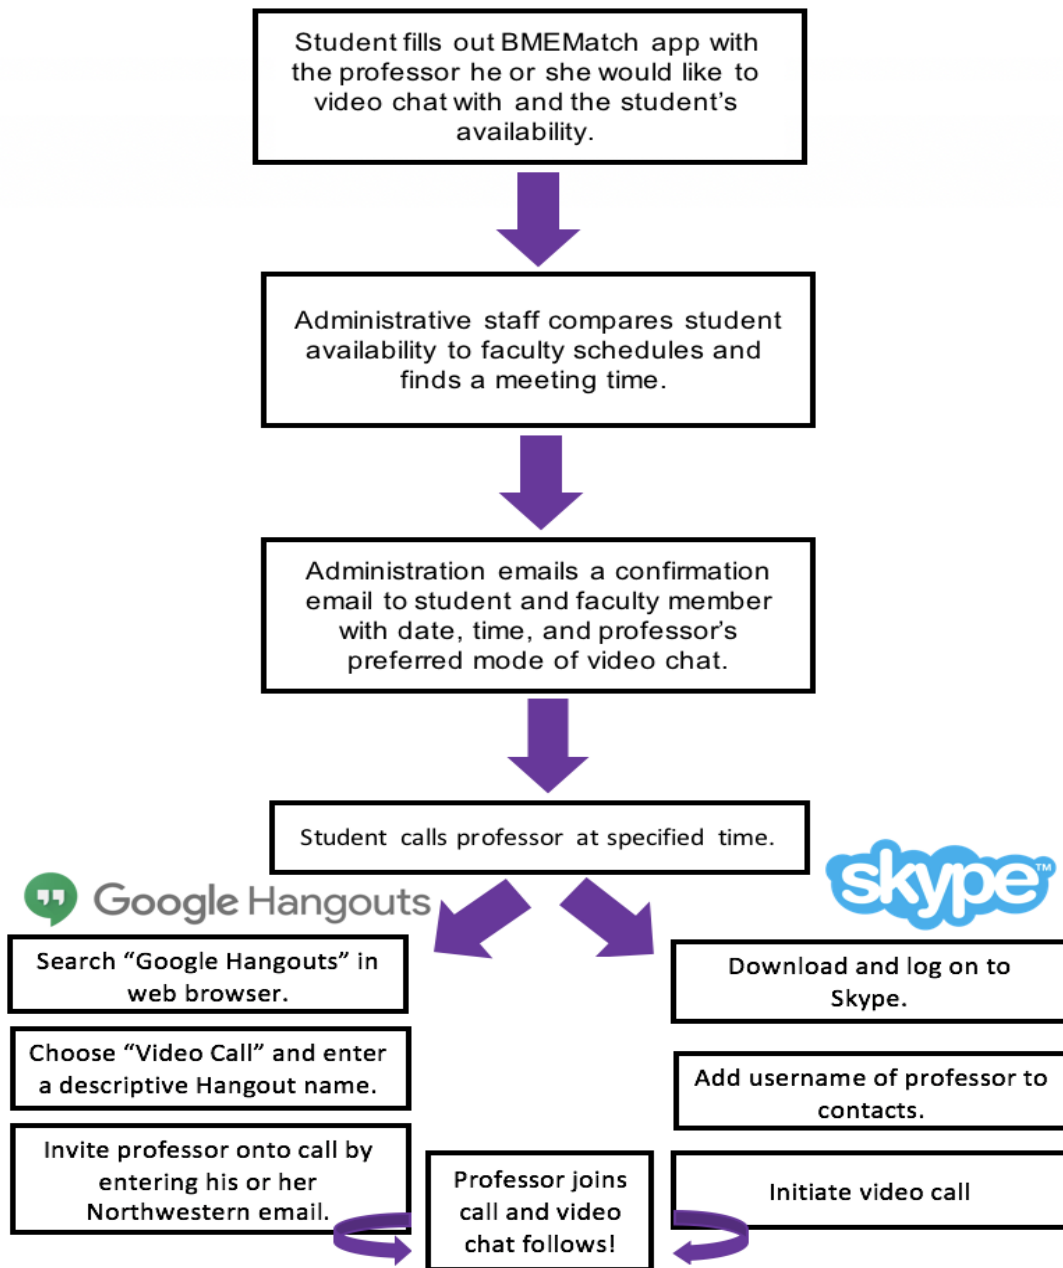 Student fills out BMEMatch app with
the professor he or she would like to
video chat with and the student’s
availability.
Administrative staff compares student
availability to faculty schedules and
finds a meeting time.
Administration emails a confirmation
email to student and faculty member
with date, time, and professor’s
preferred mode of video chat.
Student calls professor at specified time.
Google Hangouts
Search “Google Hangouts” in
web browser.
Choose “Video Call” and enter
a descriptive Hangout name.
Invite professor onto call by
entering his or her
Northwestern email.
skype™
Download and log on to
Skype.
Add username of professor to
contacts.
Initiate video call
Professor joins
call and video
chat follows!